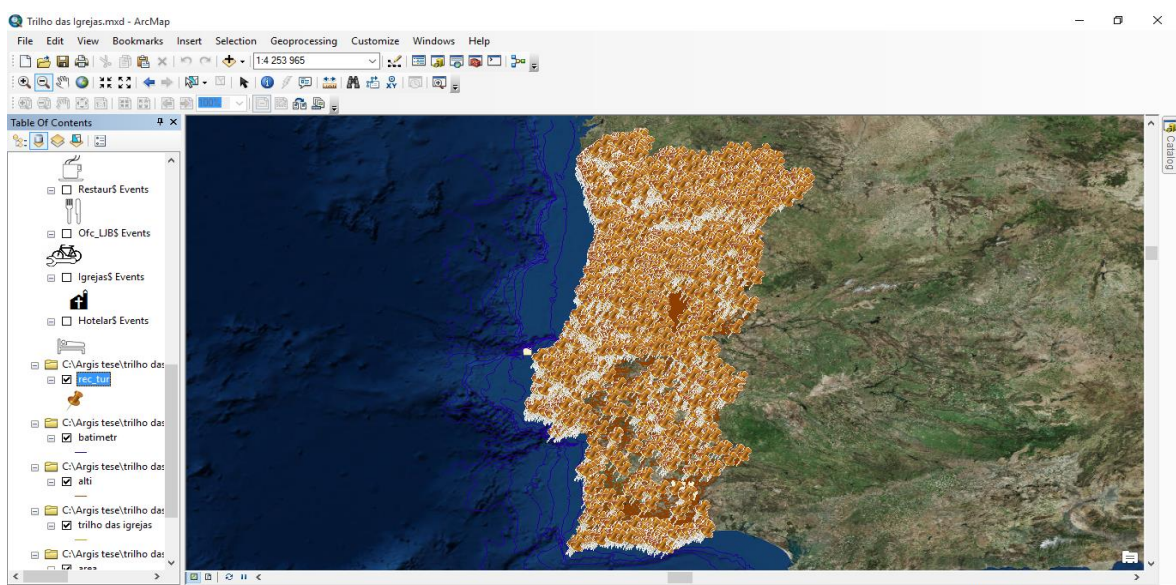 Trilho das Igrejas.mxd - ArcMap
File Edit View Bookmarks Insert Selection Geoprocessing Customize Windows Help
1:4 253 965
100%
Table Of Contents
Restaur$ Events
Ofc_LJB$ Events
Igrejas$ Events
Hotelar$ Events
C:\Argis tese\trilho das
rec_tur
C:\Argis tese\trilho das
batimetr
C:\Argis tese\trilho das
alti
C:\Argis tese\trilho das
trilho das igrejas
C:\Argis tese\trilho das
area
Catalog